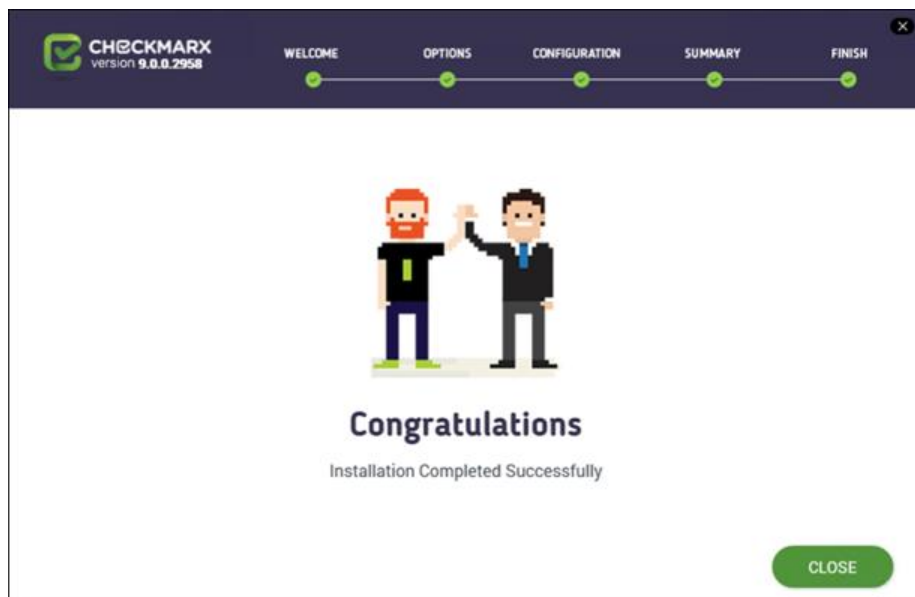 CHECKMARX
version 9.0.0.2958
WELCOME
OPTIONS
CONFIGURATION
SUMMARY
FINISH
Congratulations
Installation Completed Successfully
CLOSE